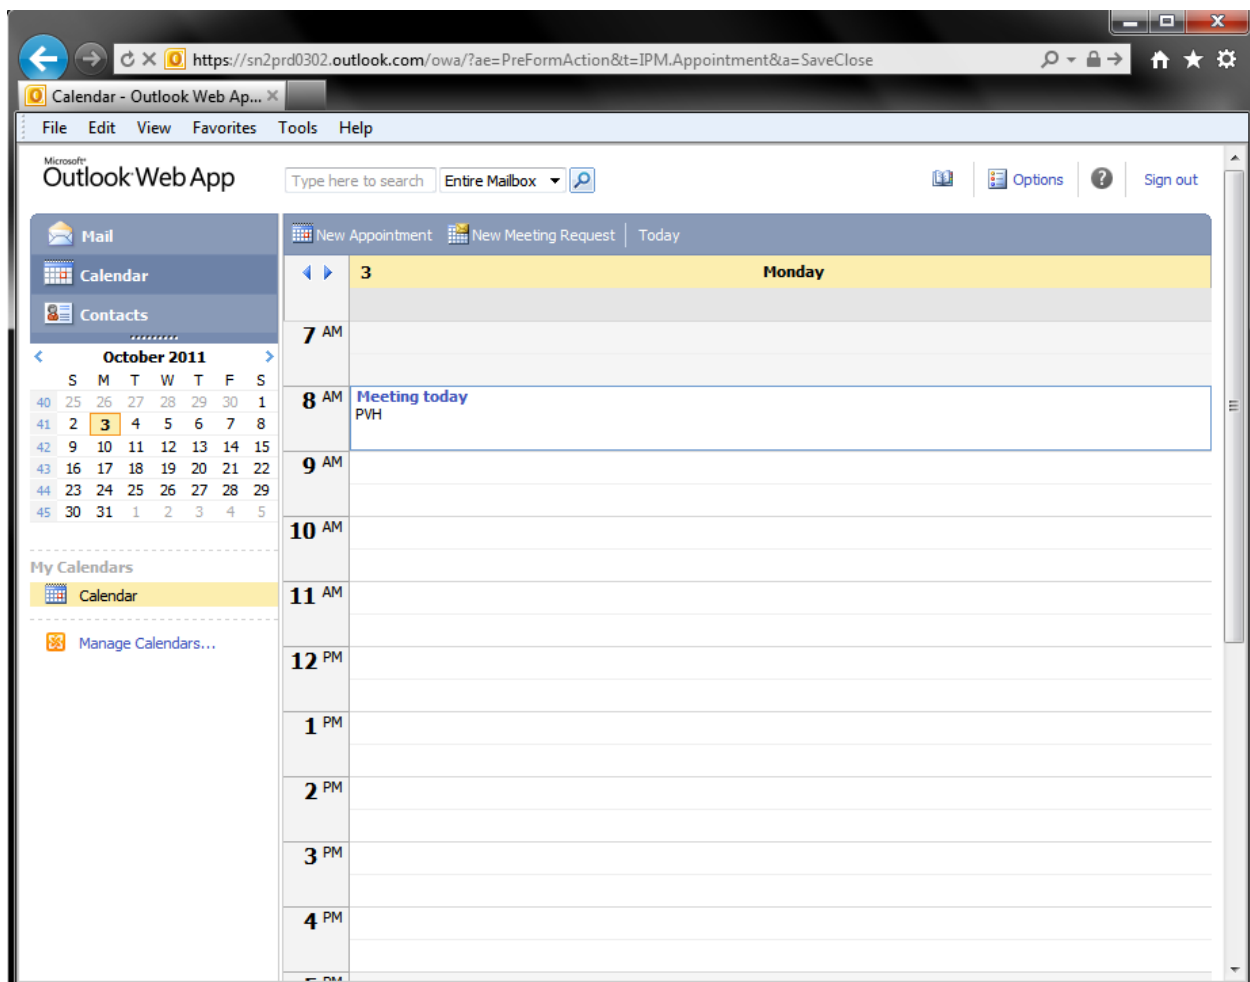 https://sn2prd0302.outlook.com/owa/?ae=PreFormAction&t=IPM.Appointment&a=SaveClose
Calendar - Outlook Web Ap...
File Edit View Favorites Tools Help
Microsoft
Outlook Web App
Type here to search Entire Mailbox Options Sign out
Mail
Calendar
Contacts
October 2011
S M T W T F S
40 25 26 27 28 29 30 1
41 2 3 4 5 6 7 8
42 9 10 11 12 13 14 15
43 16 17 18 19 20 21 22
44 23 24 25 26 27 28 29
45 30 31 1 2 3 4 5
My Calendars
Calendar
Manage Calendars...
New Appointment New Meeting Request Today
3 Monday
7 AM
8 AM Meeting today
PVH
9 AM
10 AM
11 AM
12 PM
1 PM
2 PM
3 PM
4 PM